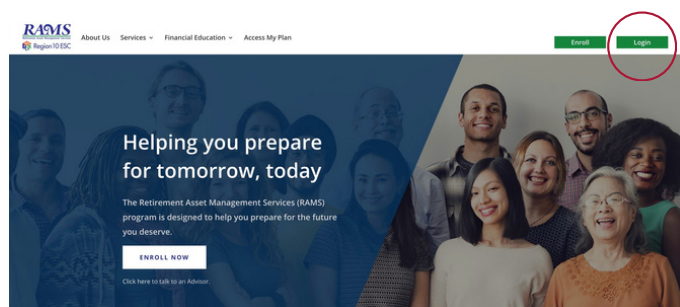 RAMS
Region 10 ESC
About Us Services Financial Education Access My Plan
Enroll Login
Helping you prepare
for tomorrow, today
The Retirement Asset Management Services (RAMS)
program is designed to help you prepare for the future
you deserve.
ENROLL NOW
Click here to talk to an Advisor.